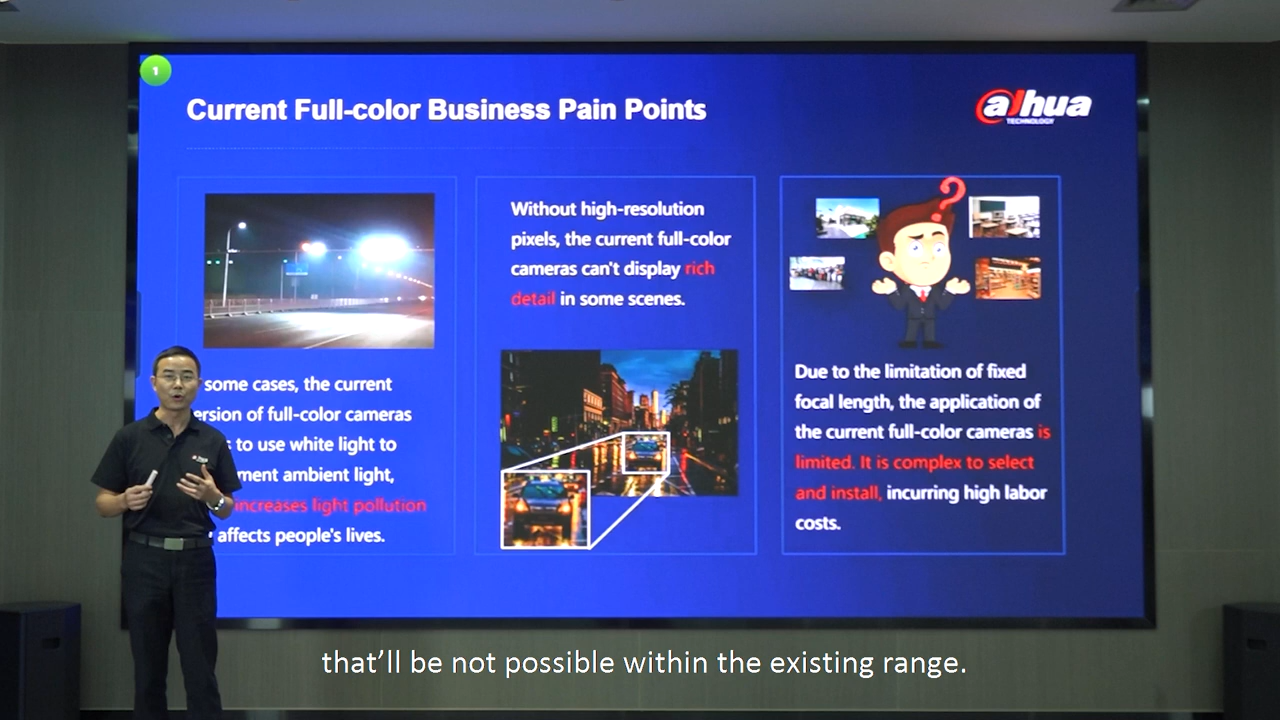 1
Current Full-color Business Pain Points
alhua
TECHNOLOGY
some cases, the current
ersion of full-color cameras
s to use white light to
ment ambient light,
increases light pollution
affects people's lives.
Without high-resolution
pixels, the current full-color
cameras can't display rich
detail in some scenes.
?
Due to the limitation of fixed
focal length, the application of
the current full-color cameras is
limited. It is complex to select
and install, incurring high labor
costs.
that’ll be not possible within the existing range.